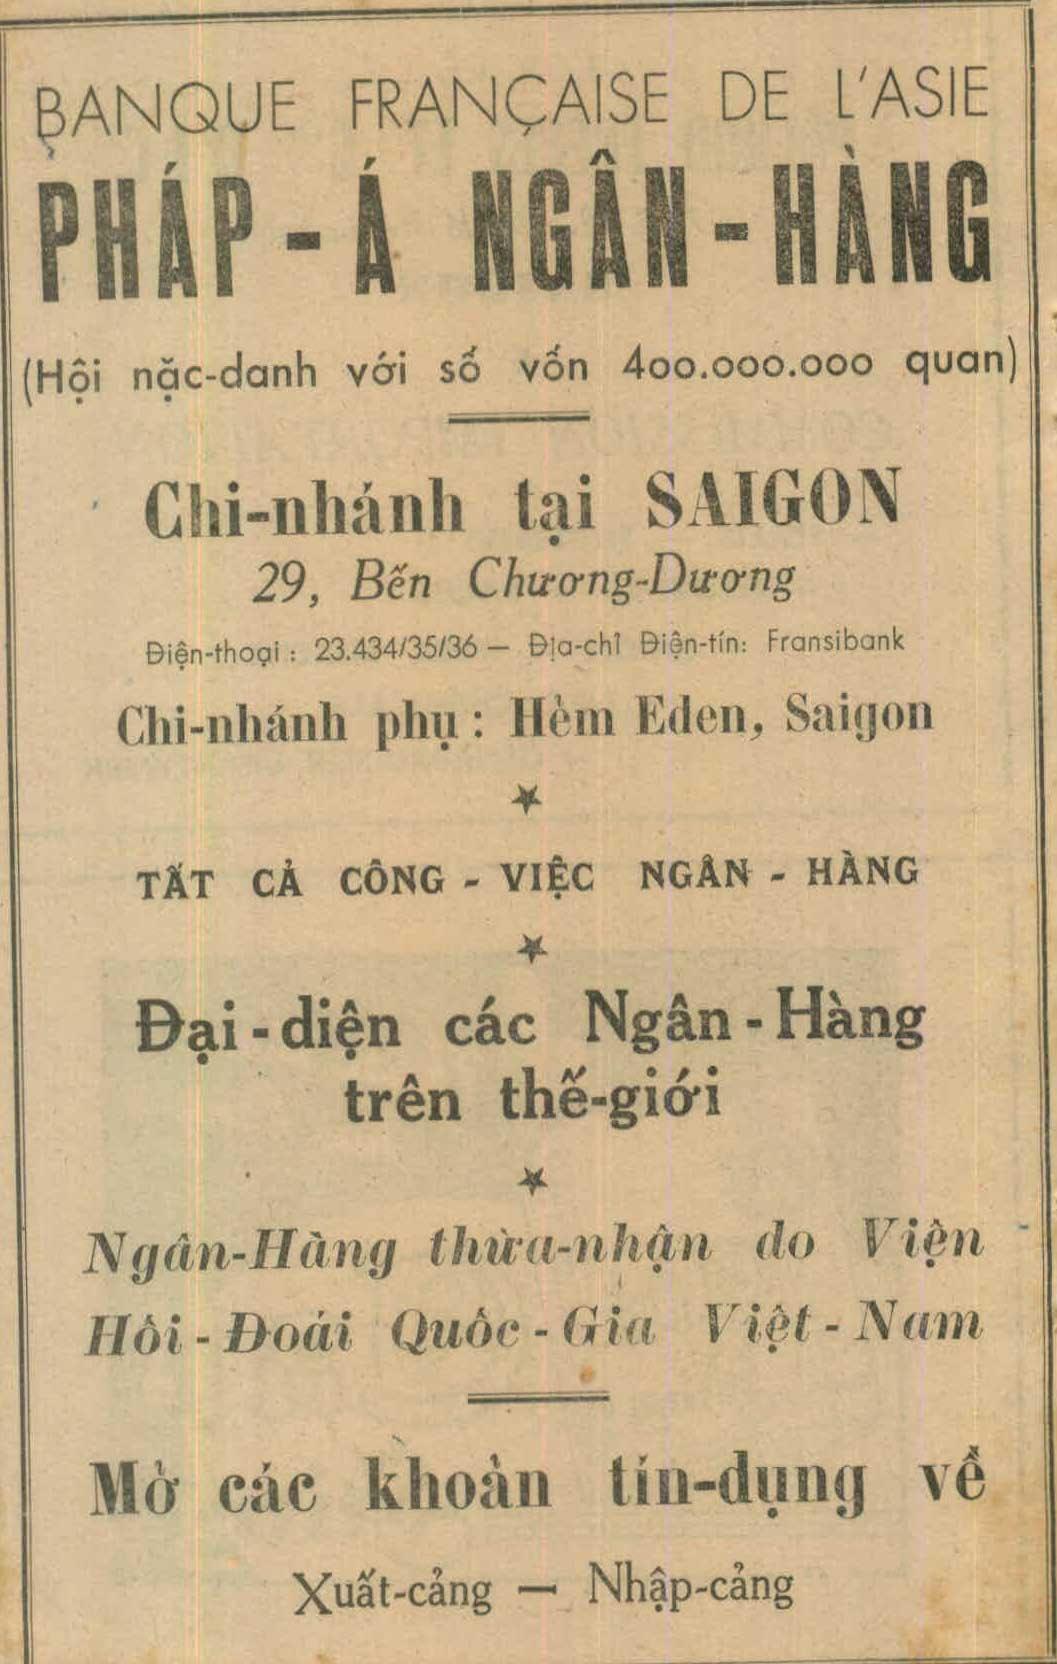 BANQUE FRANÇAISE DE L'ASIE
PHÁP - Á NGÂN - HÀNG
(Hội nặc-danh với số vốn 400.000.000 quan)
Chi-nhánh tại SAIGON
29, Bến Chương-Dương
Điện-thoại : 23.434/35/36 — Địa-chỉ Điện-tín: Fransibank
Chi-nhánh phụ : Hẻm Eden, Saigon
TẤT CẢ CÔNG - VIỆC NGÂN - HÀNG
Đại - diện các Ngân - Hàng
trên thế-giới
Ngân-Hàng thừa-nhận do Viện
Hối - Đoái Quốc - Gia Việt - Nam
Mở các khoản tín-dụng về
Xuất-cảng — Nhập-cảng